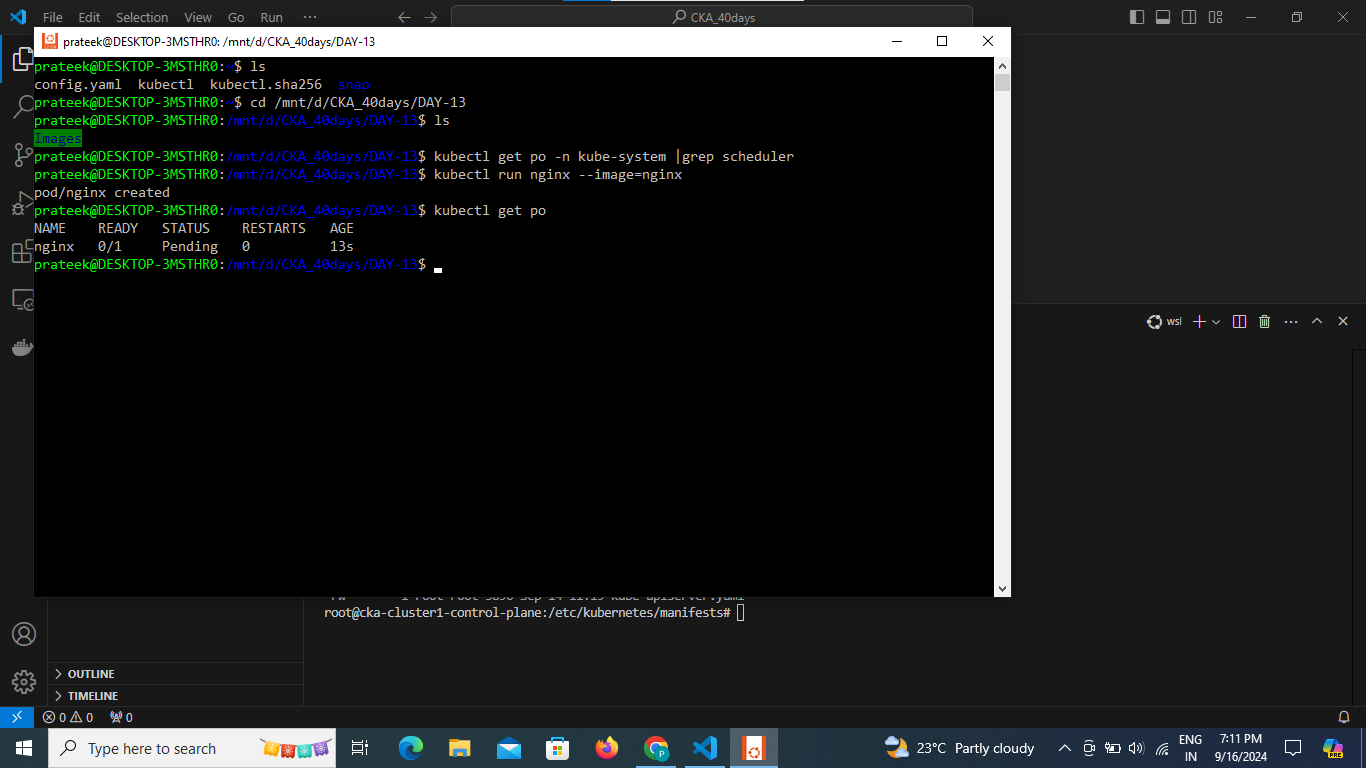 File Edit Selection View Go Run ··· CKA_40days
prateek@DESKTOP-3MSTHR0: /mnt/d/CKA_40days/DAY-13
prateek@DESKTOP-3MSTHR0:~$ ls
config.yaml kubectl kubectl.sha256 snap
prateek@DESKTOP-3MSTHR0:~$ cd /mnt/d/CKA_40days/DAY-13
prateek@DESKTOP-3MSTHR0:/mnt/d/CKA_40days/DAY-13$ ls
Images
prateek@DESKTOP-3MSTHR0:/mnt/d/CKA_40days/DAY-13$ kubectl get po -n kube-system |grep scheduler
prateek@DESKTOP-3MSTHR0:/mnt/d/CKA_40days/DAY-13$ kubectl run nginx --image=nginx
pod/nginx created
prateek@DESKTOP-3MSTHR0:/mnt/d/CKA_40days/DAY-13$ kubectl get po
NAME READY STATUS RESTARTS AGE
nginx 0/1 Pending 0 13s
prateek@DESKTOP-3MSTHR0:/mnt/d/CKA_40days/DAY-13$
wsl
root@cka-cluster1-control-plane:/etc/kubernetes/manifests#
OUTLINE
TIMELINE
0 0 0
Type here to search
23°C Partly cloudy
ENG
IN
7:11 PM
9/16/2024
PRE